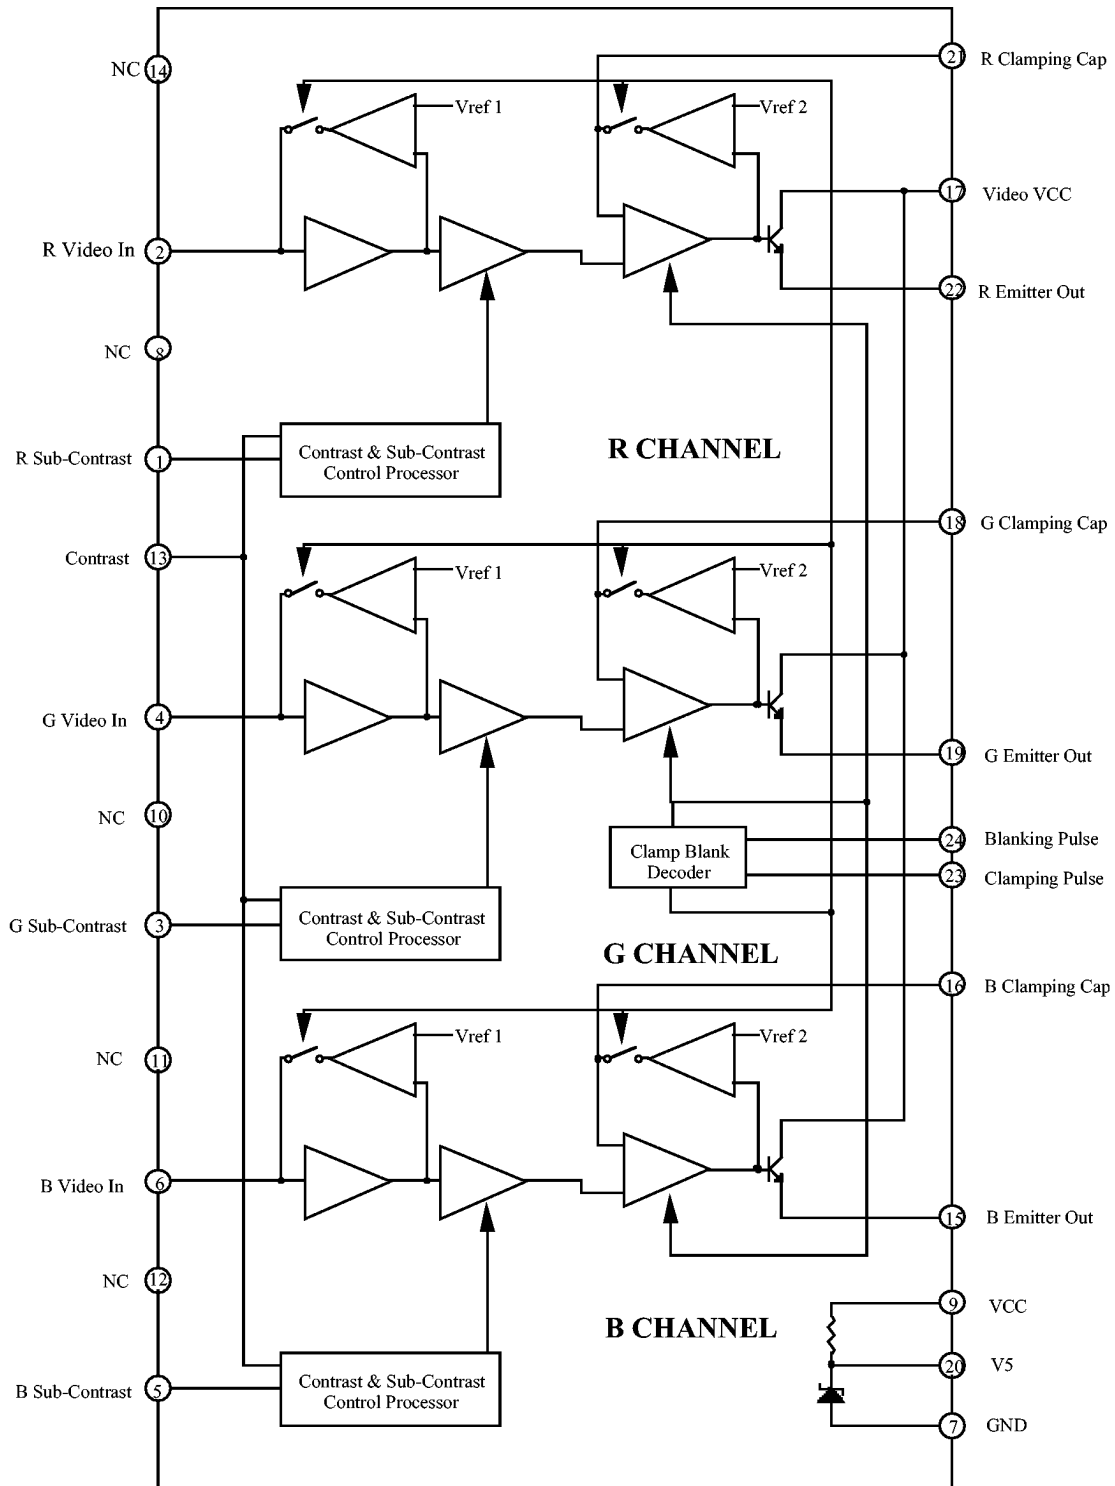 21 R Clamping Cap
NC 14
Vref 1
Vref 2
17 Video VCC
R Video In 2
22 R Emitter Out
NC 8
R CHANNEL
Contrast & Sub-Contrast
Control Processor
R Sub-Contrast 1
18 G Clamping Cap
Contrast 13
Vref 1
Vref 2
G Video In 4
19 G Emitter Out
NC 10
24 Blanking Pulse
Clamp Blank
Decoder
23 Clamping Pulse
Contrast & Sub-Contrast
Control Processor
G Sub-Contrast 3
G CHANNEL
16 B Clamping Cap
Vref 1
Vref 2
NC 11
B Video In 6
15 B Emitter Out
NC 12
9 VCC
B CHANNEL
20 V5
Contrast & Sub-Contrast
Control Processor
B Sub-Contrast 5
7 GND